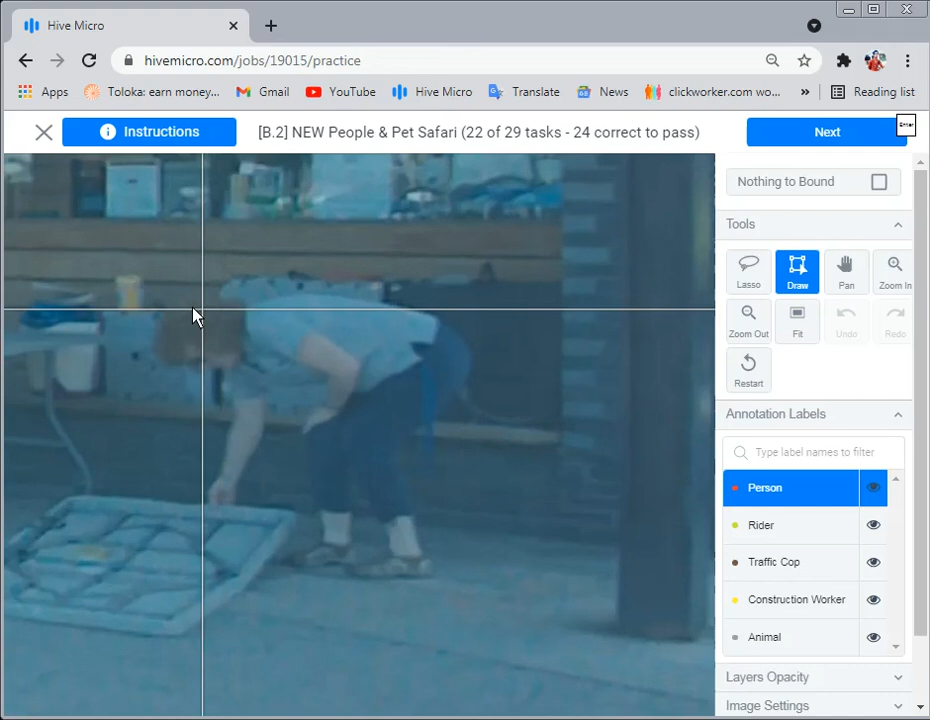 Hive Micro
hivemicro.com/jobs/19015/practice
Apps
Toloka: earn money...
Gmail
YouTube
Hive Micro
Translate
News
clickworker.com wo...
»
Reading list
Instructions
[B.2] NEW People & Pet Safari (22 of 29 tasks - 24 correct to pass)
Next
Enter
Nothing to Bound
Tools
Lasso
Draw
Pan
Zoom In
Zoom Out
Fit
Undo
Redo
Restart
Annotation Labels
Type label names to filter
Person
Rider
Traffic Cop
Construction Worker
Animal
Layers Opacity
Image Settings